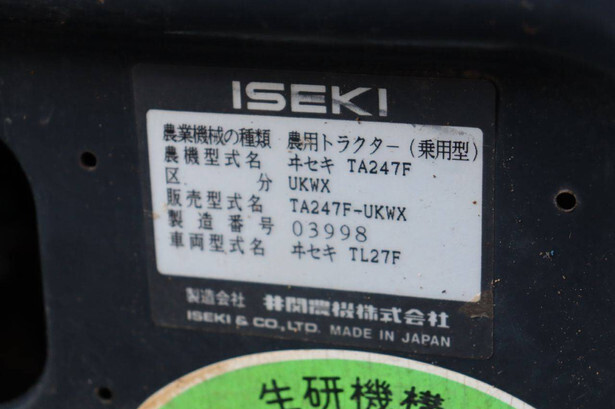 ISEKI
農業機械の種類 農用トラクター(乗用型)
農機型式名 ヰセキ TA247F
区分 UKWX
販売型式名 TA247F-UKWX
製造番号 03998
車両型式名 ヰセキ TL27F
製造会社 井関農機株式会社
ISEKI & CO., LTD. MADE IN JAPAN
生研機構